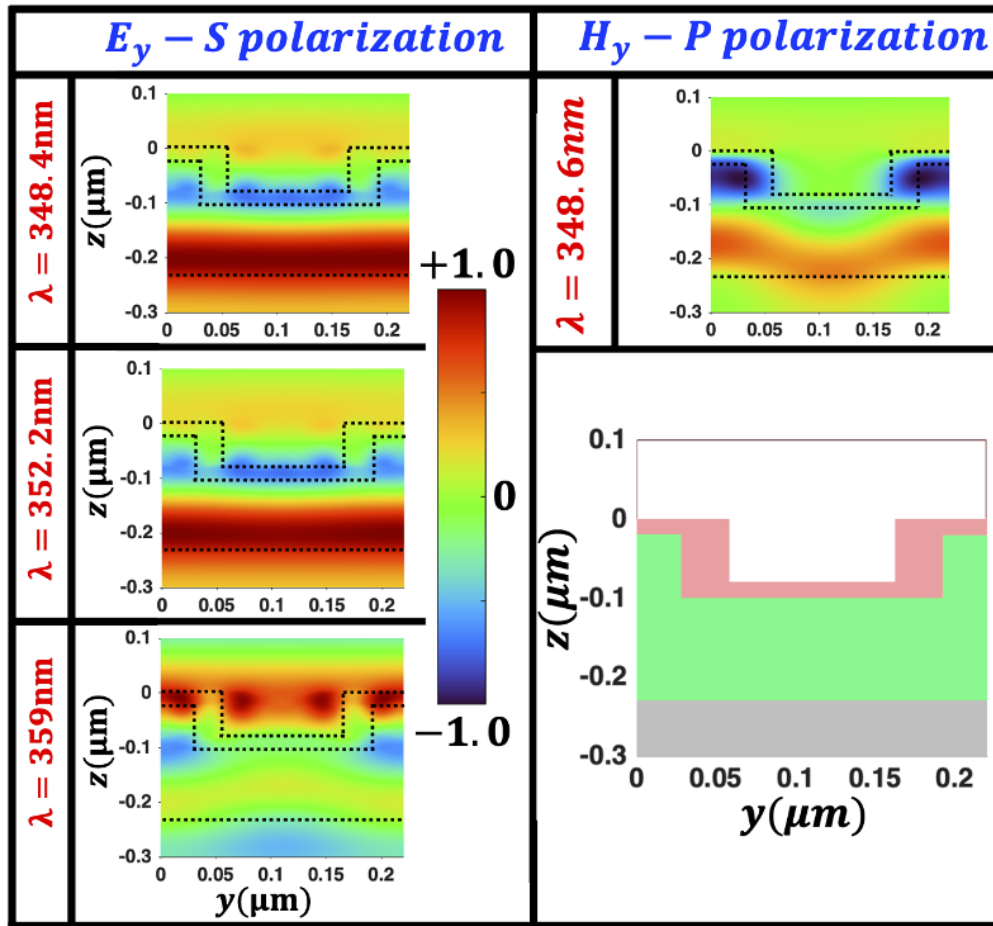 E_y − S polarization
H_y − P polarization
λ = 348.4nm
0.1
0
-0.1
-0.2
-0.3
z(μm)
0 0.05 0.1 0.15 0.2
λ = 348.6nm
0.1
0
-0.1
-0.2
-0.3
z(μm)
0 0.05 0.1 0.15 0.2
+1.0
0
−1.0
λ = 352.2nm
0.1
0
-0.1
-0.2
-0.3
z(μm)
0 0.05 0.1 0.15 0.2
λ = 359nm
0.1
0
-0.1
-0.2
-0.3
z(μm)
0 0.05 0.1 0.15 0.2
y(μm)
0.1
0
-0.1
-0.2
-0.3
z(μm)
0 0.05 0.1 0.15 0.2
y(μm)